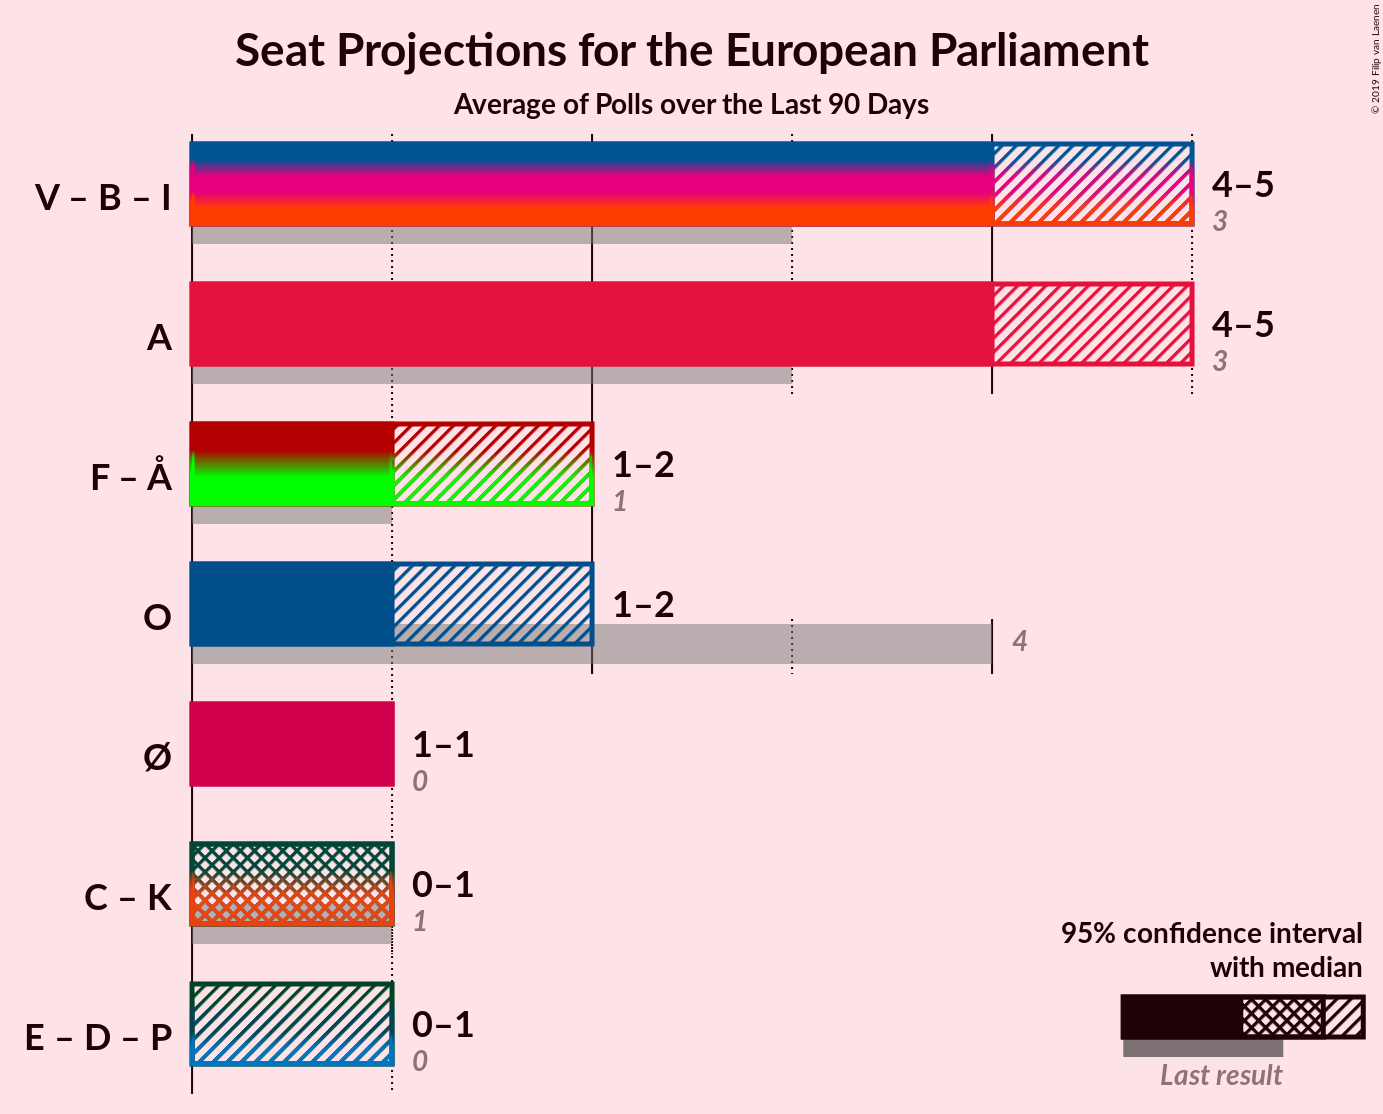 Seat Projections for the European Parliament
Average of Polls over the Last 90 Days
© 2019 Filip van Laenen
V – B – I
4–5
3
A
4–5
3
F – Å
1–2
1
O
1–2
4
Ø
1–1
0
C – K
0–1
1
E – D – P
0–1
0
95% confidence interval
with median
Last result